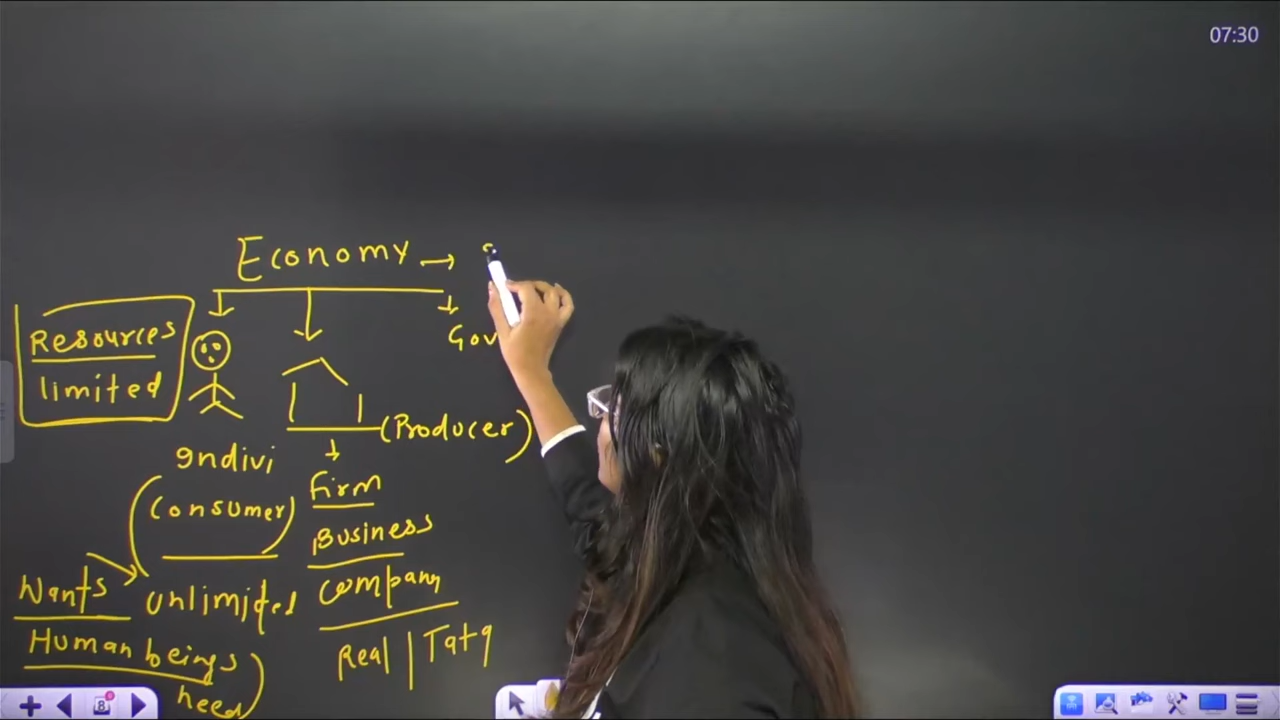 07:30
Economy →
Gov
Resources
limited
(Producer)
Indivi
(Consumer)
Firm
Business
Company
Real | Tata
Wants
unlimited
Human beings
need)
8